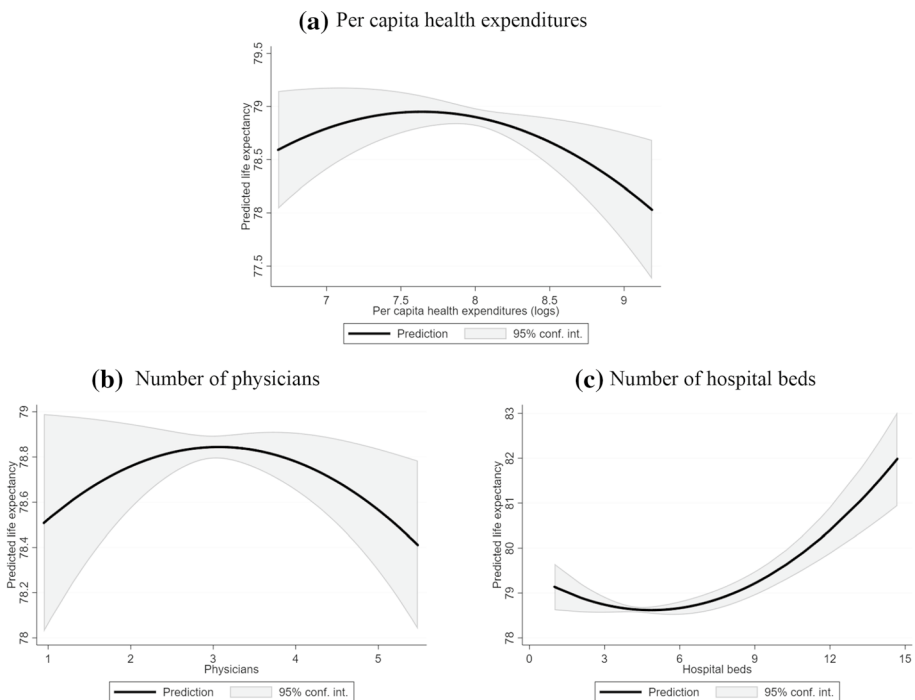 (a) Per capita health expenditures
79.5
79
78.5
78
77.5
Predicted life expectancy
7 7.5 8 8.5 9
Per capita health expenditures (logs)
Prediction 95% conf. int.
(b) Number of physicians
79
78.8
78.6
78.4
78.2
78
Predicted life expectancy
1 2 3 4 5
Physicians
Prediction 95% conf. int.
(c) Number of hospital beds
83
82
81
80
79
78
Predicted life expectancy
0 3 6 9 12 15
Hospital beds
Prediction 95% conf. int.